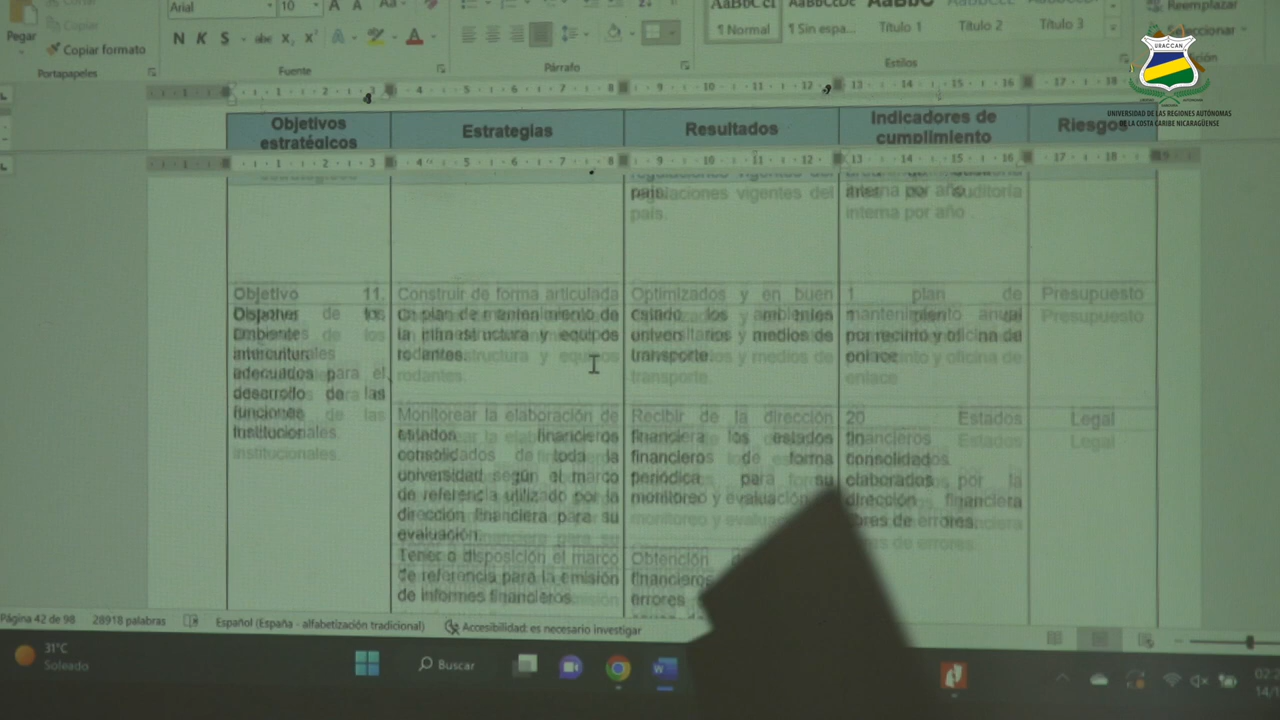 Cortar
Arial 10
Reemplazar
Pegar
Copiar
N K S abc
¶ Normal
¶ Sin espa...
Título 1
Título 2
Título 3
Copiar formato
Portapapeles
Fuente
Párrafo
Estilos
URACCAN
UNIVERSIDAD DE LAS REGIONES AUTÓNOMAS
DE LA COSTA CARIBE NICARAGÜENSE
Objetivos estratégicos
Estrategias
Resultados
Indicadores de cumplimiento
Riesgos
regulaciones vigentes del
país.
auditoría
interna por año
Objetivo 11.
Disponer de los
ambientes
interculturales
adecuados para el
desarrollo de las
funciones
institucionales.
Construir de forma articulada
un plan de mantenimiento de
la infraestructura y equipos
rodantes.
Optimizados y en buen
estado los ambientes
universitarios y medios de
transporte.
1 plan de
mantenimiento anual
por recinto y oficina de
enlace
Presupuesto
Monitorear la elaboración de
estados financieros
consolidados de toda la
universidad según el marco
de referencia utilizado por la
dirección financiera para su
evaluación.
Recibir de la dirección
financiera los estados
financieros de forma
periódica para su
monitoreo y evaluación
20 Estados
financieros
consolidados.
elaborados por la
dirección financiera
libres de errores.
Legal
Tener a disposición el marco
de referencia para la emisión
de informes financieros.
Obtención
financieros
errores
Página 42 de 98
28918 palabras
Español (España - alfabetización tradicional)
Accesibilidad: es necesario investigar
31°C
Soleado
Buscar